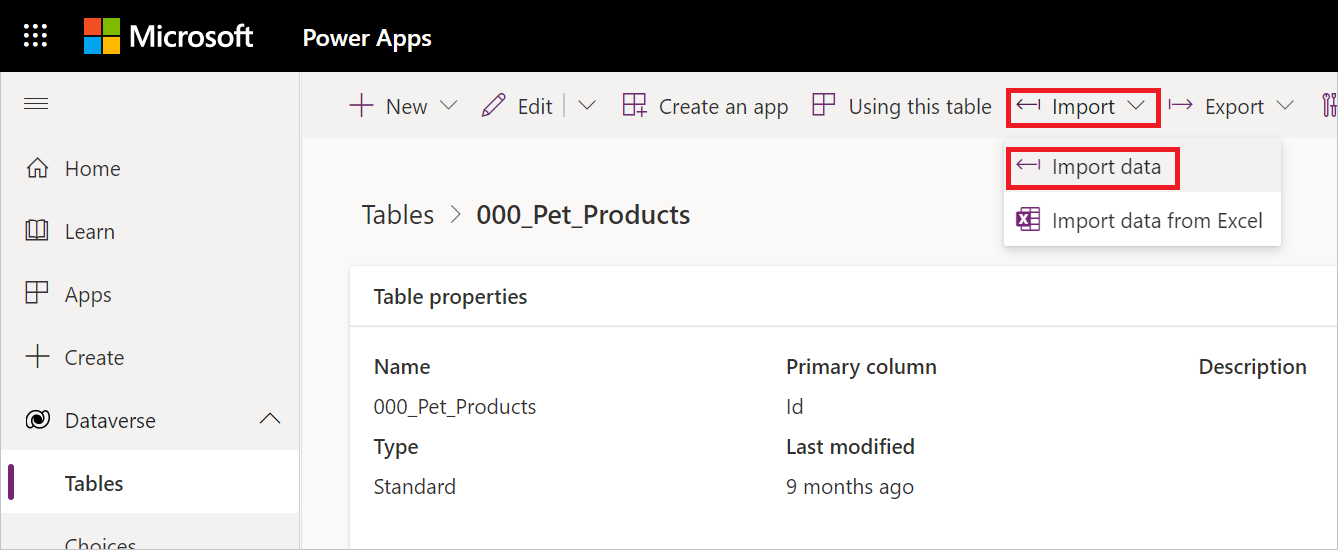 Microsoft Power Apps
New Edit Create an app Using this table Import Export
Import data
Import data from Excel
Home
Learn
Apps
Create
Dataverse
Tables
Choices
Tables > 000_Pet_Products
Table properties
Name Primary column Description
000_Pet_Products Id
Type Last modified
Standard 9 months ago